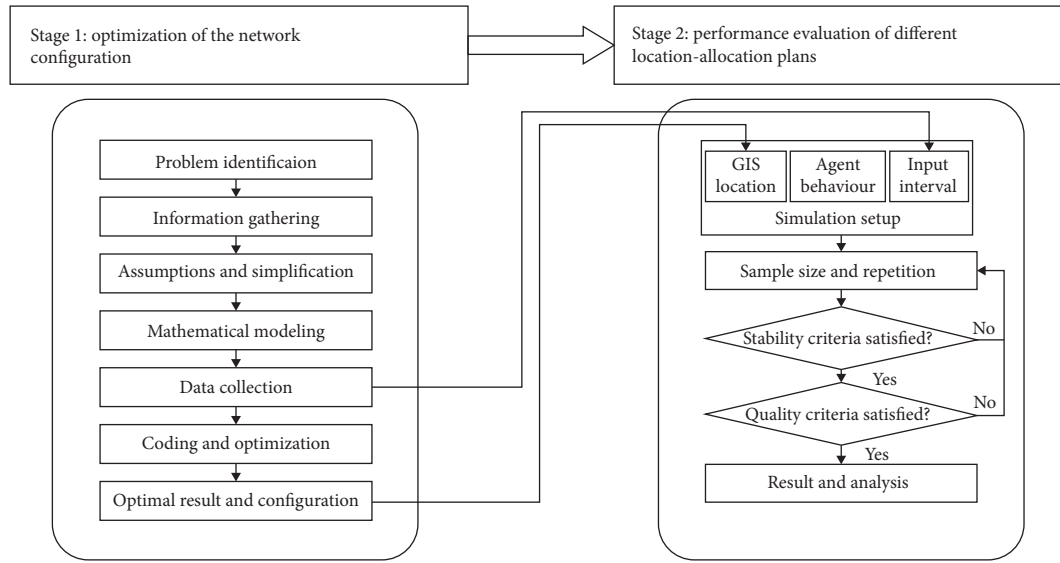 Stage 1: optimization of the network
configuration
Stage 2: performance evaluation of different
location-allocation plans
Problem identificaion
Information gathering
Assumptions and simplification
Mathematical modeling
Data collection
Coding and optimization
Optimal result and configuration
GIS
location
Agent
behaviour
Input
interval
Simulation setup
Sample size and repetition
Stability criteria satisfied?
No
Yes
Quality criteria satisfied?
No
Yes
Result and analysis